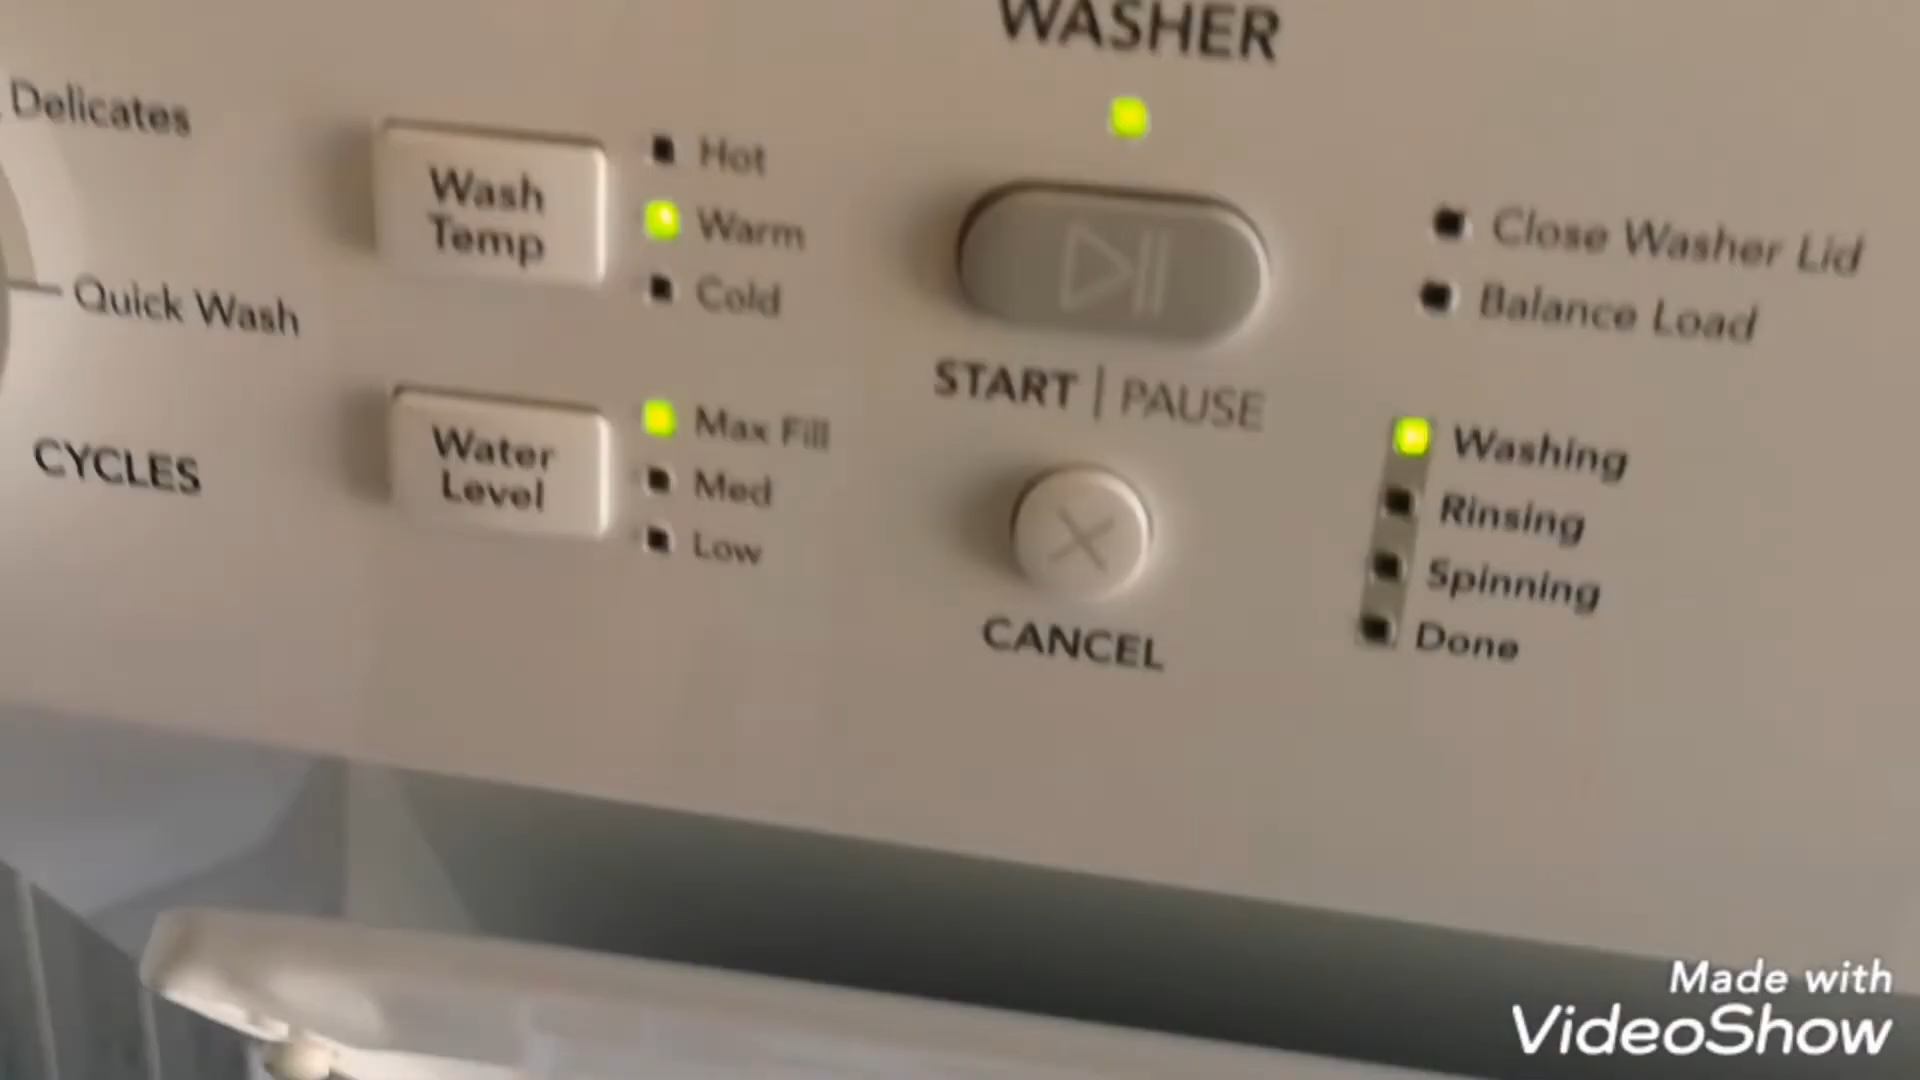 WASHER
Delicates
Quick Wash
CYCLES
Wash
Temp
Hot
Warm
Cold
Water
Level
Max Fill
Med
Low
START | PAUSE
CANCEL
Close Washer Lid
Balance Load
Washing
Rinsing
Spinning
Done
Made with
VideoShow